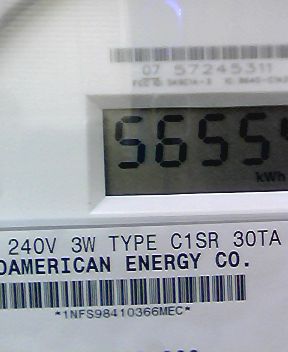 07 57245311
5655
kWh
240V 3W TYPE C1SR 30TA
DAMERICAN ENERGY CO.
*1NFS98410366MEC*